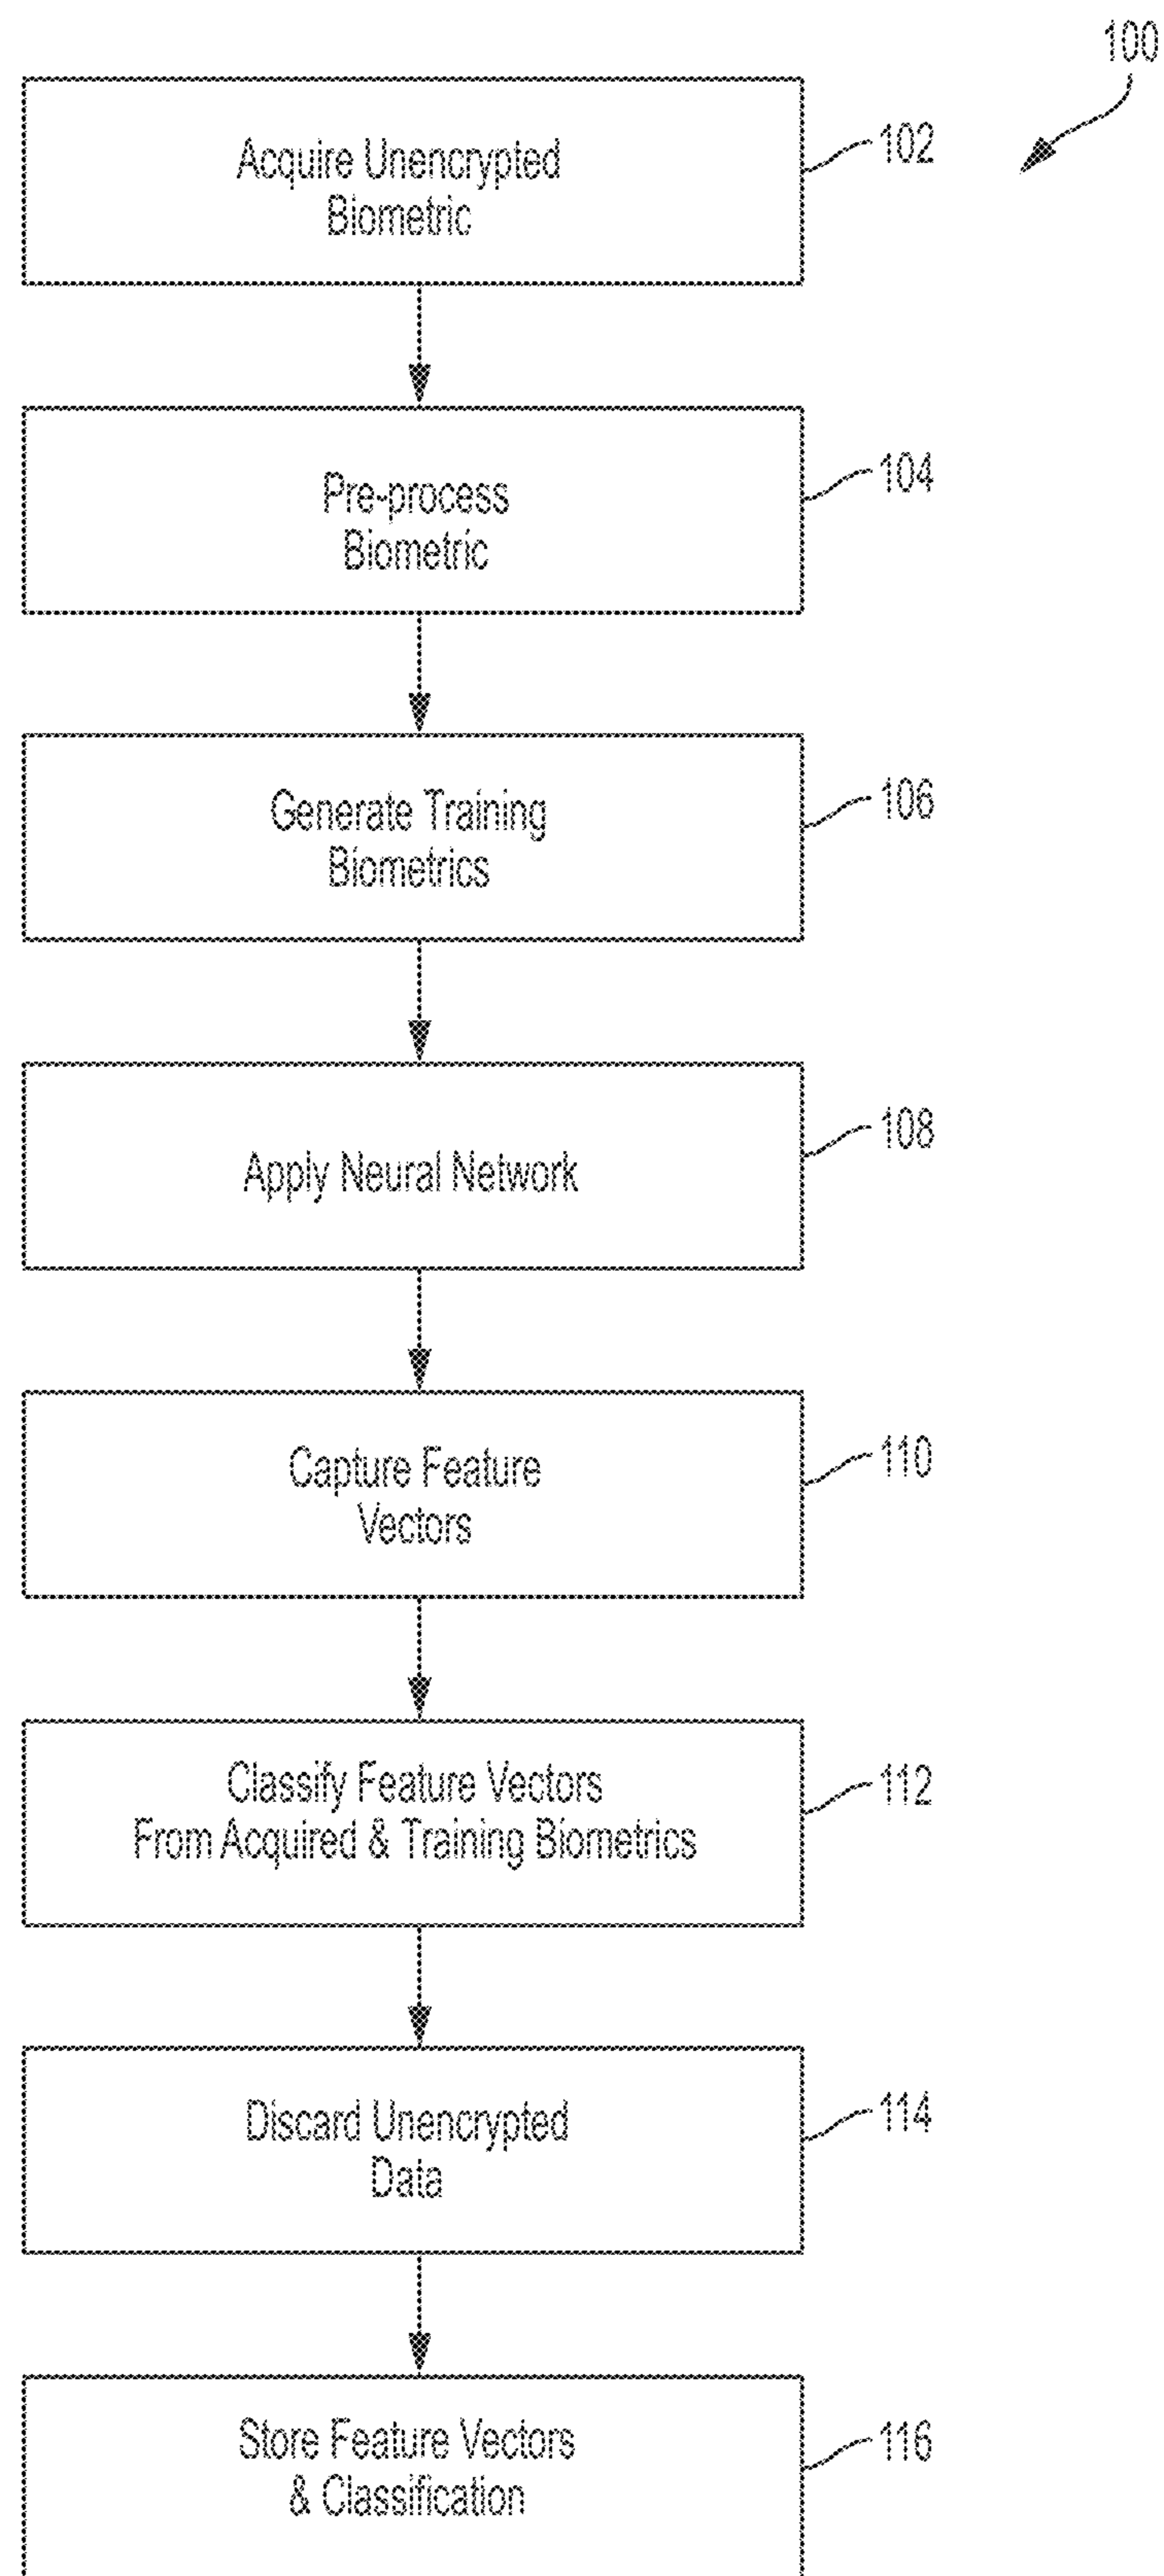 100
Acquire Unencrypted
Biometric
102
Pre-process
Biometric
104
Generate Training
Biometrics
106
Apply Neural Network
108
Capture Feature
Vectors
110
Classify Feature Vectors
From Acquired & Training Biometrics
112
Discard Unencrypted
Data
114
Store Feature Vectors
& Classification
116